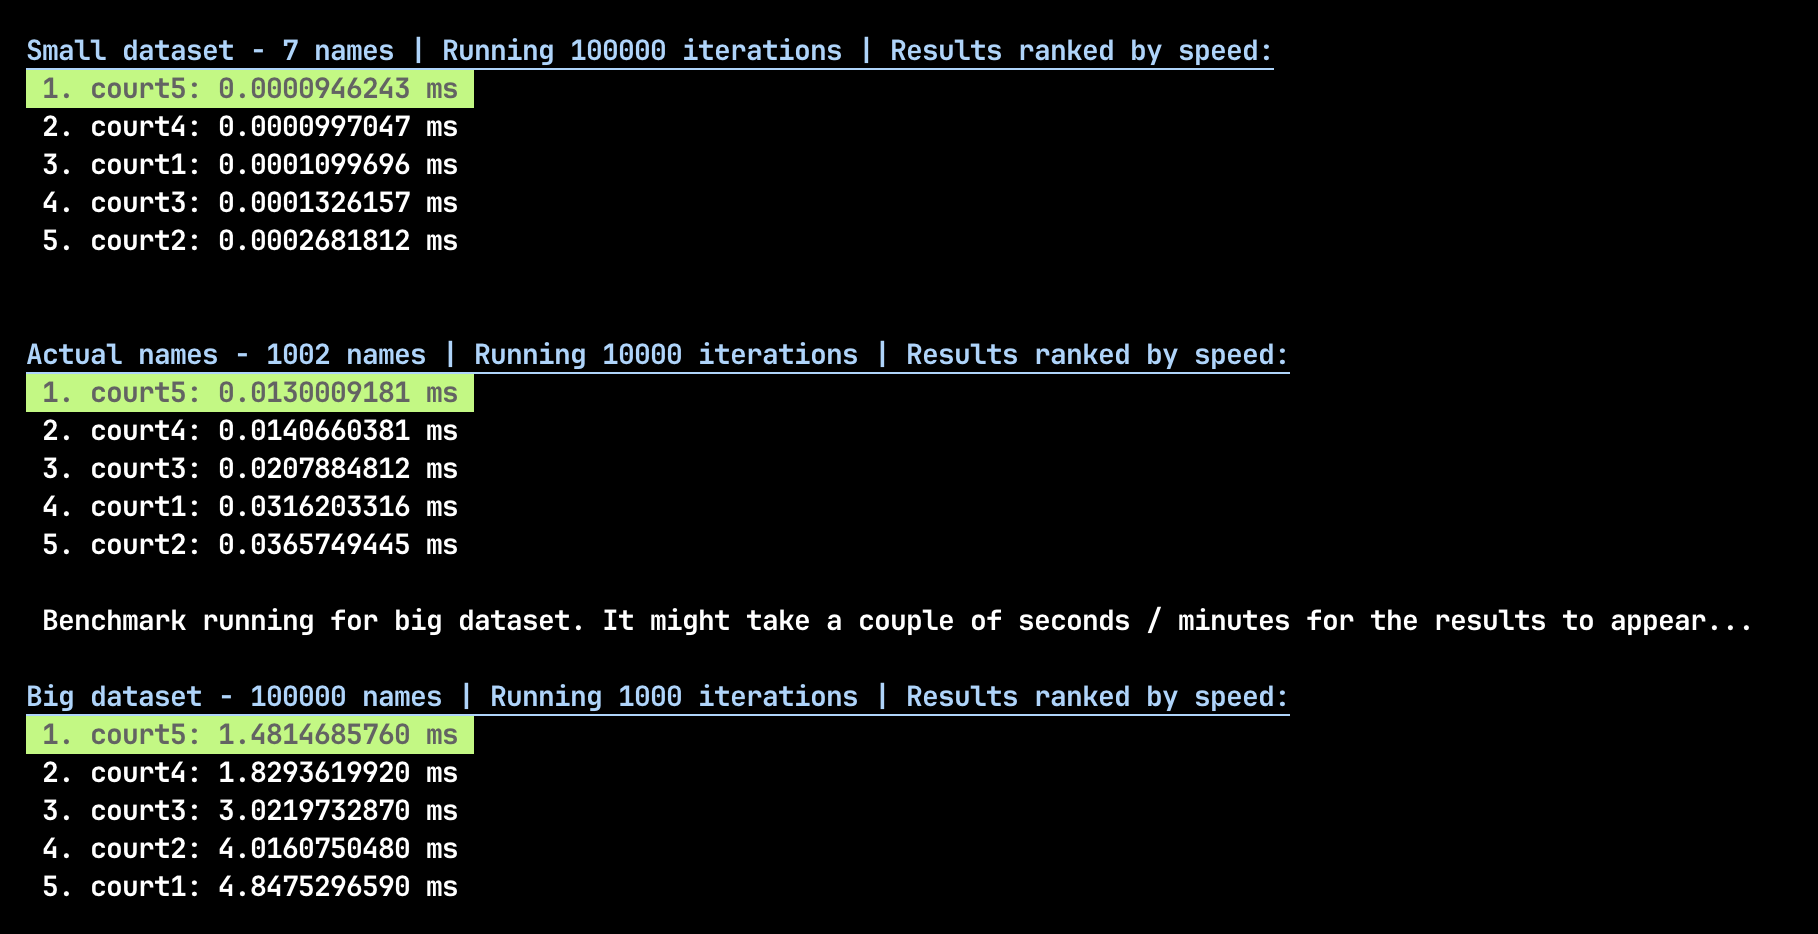 Small dataset - 7 names | Running 100000 iterations | Results ranked by speed:
1. court5: 0.0000946243 ms
2. court4: 0.0000997047 ms
3. court1: 0.0001099696 ms
4. court3: 0.0001326157 ms
5. court2: 0.0002681812 ms
Actual names - 1002 names | Running 10000 iterations | Results ranked by speed:
1. court5: 0.0130009181 ms
2. court4: 0.0140660381 ms
3. court3: 0.0207884812 ms
4. court1: 0.0316203316 ms
5. court2: 0.0365749445 ms
Benchmark running for big dataset. It might take a couple of seconds / minutes for the results to appear...
Big dataset - 100000 names | Running 1000 iterations | Results ranked by speed:
1. court5: 1.4814685760 ms
2. court4: 1.8293619920 ms
3. court3: 3.0219732870 ms
4. court2: 4.0160750480 ms
5. court1: 4.8475296590 ms